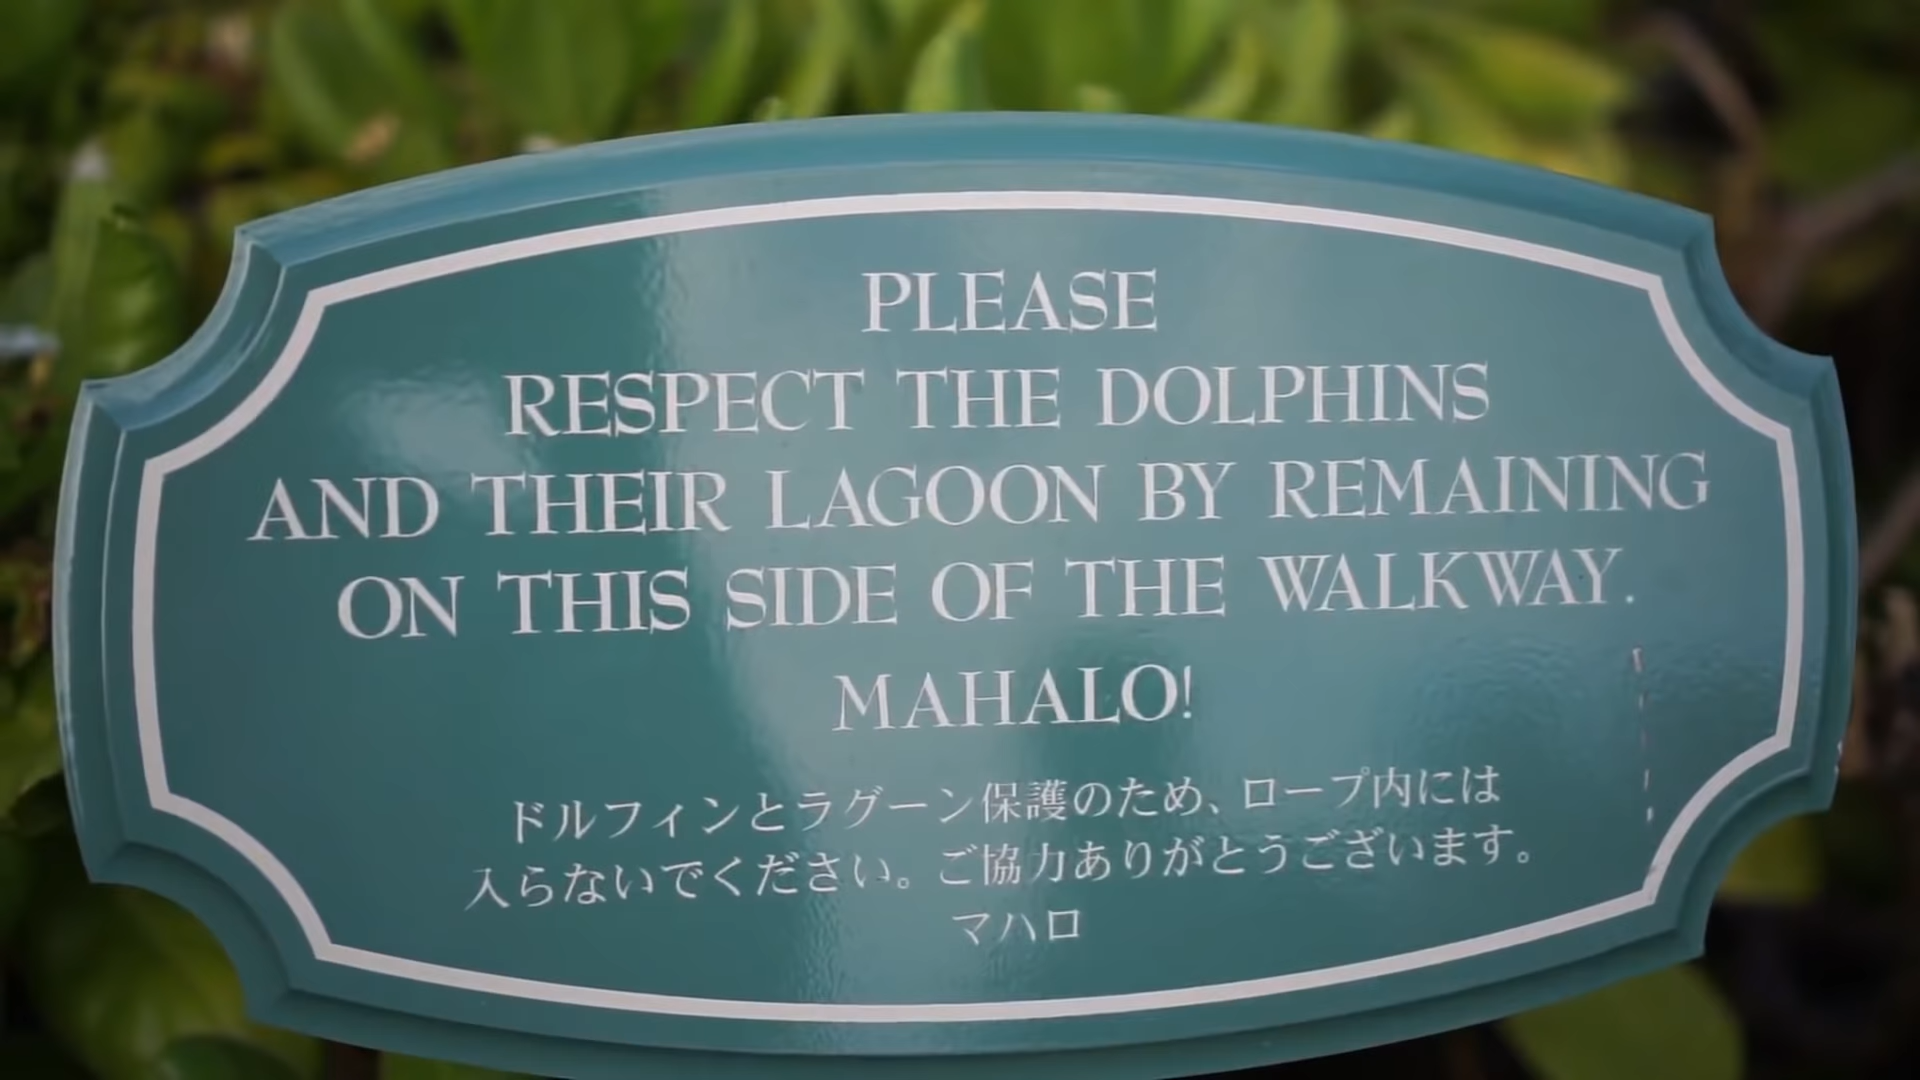 PLEASE
RESPECT THE DOLPHINS
AND THEIR LAGOON BY REMAINING
ON THIS SIDE OF THE WALKWAY.
MAHALO!
ドルフィンとラグーン保護のため、ロープ内には
入らないでください。ご協力ありがとうございます。
マハロ